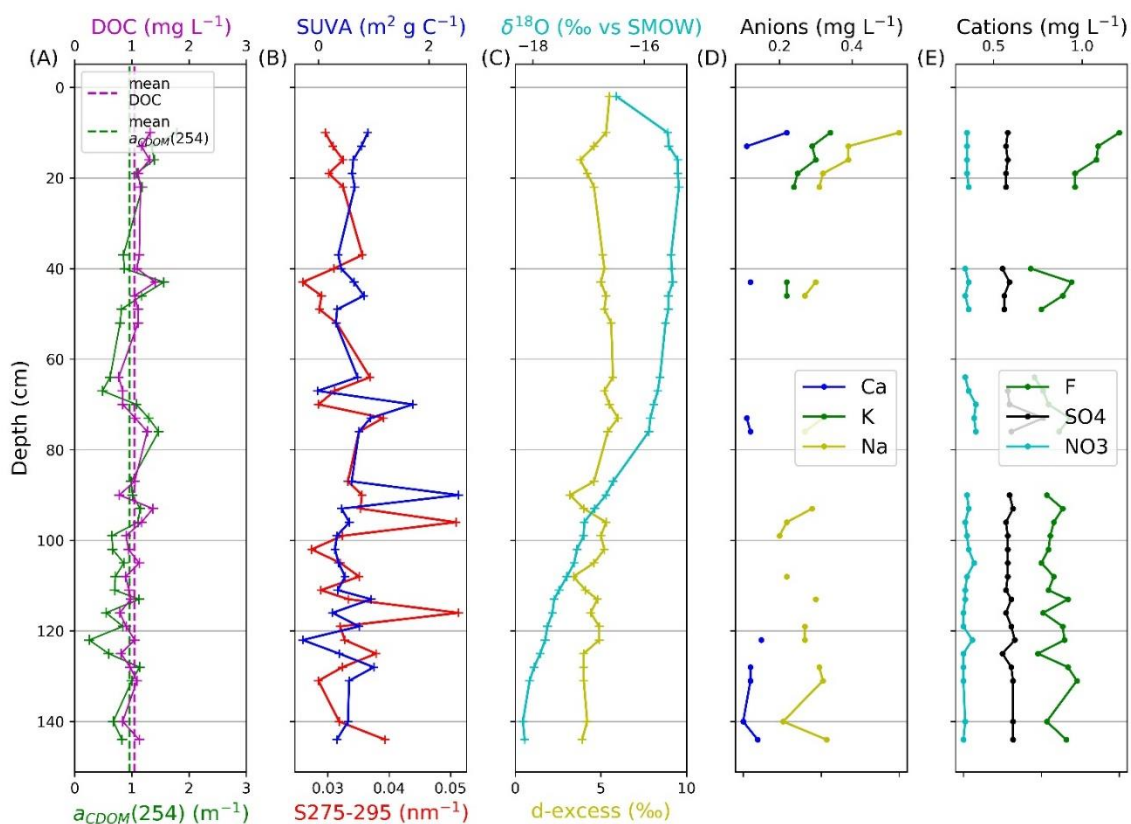 DOC (mg L⁻¹) SUVA (m² g C⁻¹) δ¹⁸O (‰ vs SMOW) Anions (mg L⁻¹) Cations (mg L⁻¹)
0 1 2 3 0 2 −18 −16 0.2 0.4 0.5 1.0
(A) (B) (C) (D) (E)
mean
DOC
mean
a_CDOM(254)
0
20
40
60
80
100
120
140
Depth (cm)
Ca
K
Na
F
SO4
NO3
0 1 2 3 0.03 0.04 0.05 0 5 10
a_CDOM(254) (m⁻¹) S275-295 (nm⁻¹) d-excess (‰)